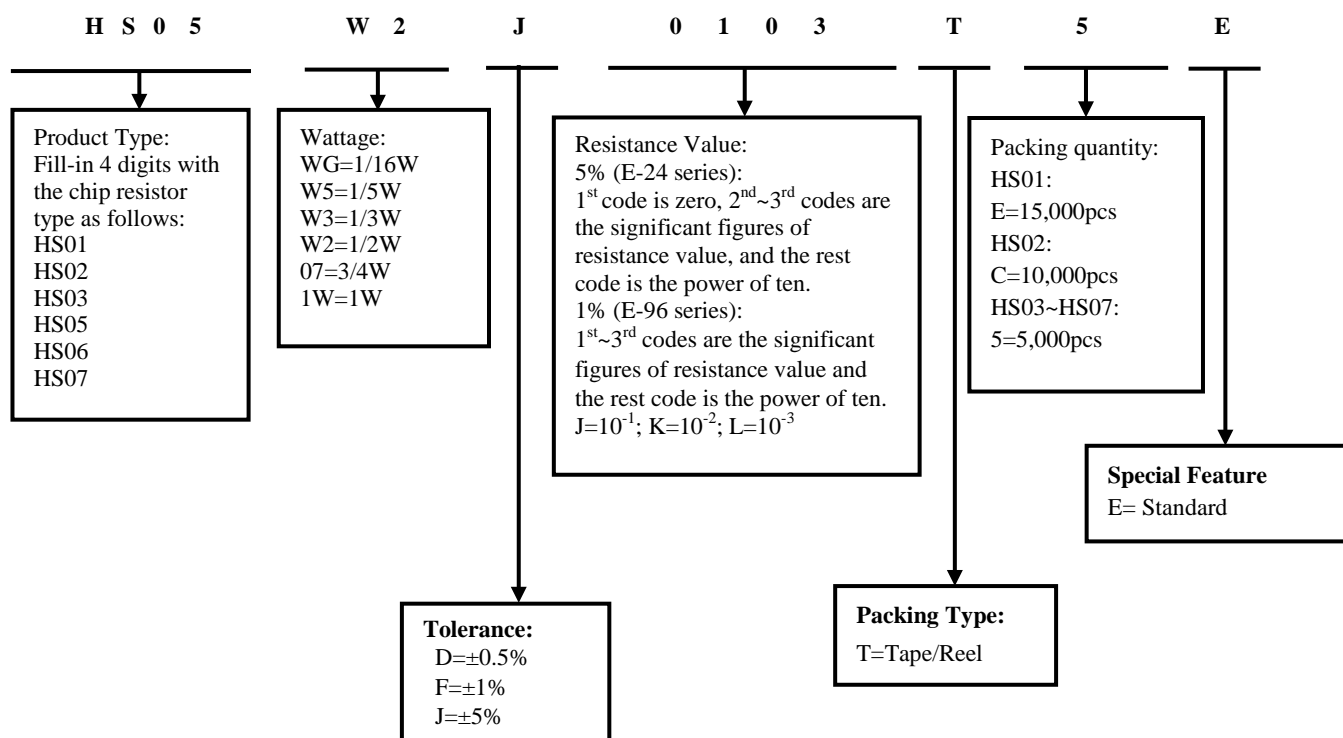 H S 0 5 W 2 J 0 1 0 3 T 5 E
Product Type:
Fill-in 4 digits with
the chip resistor
type as follows:
HS01
HS02
HS03
HS05
HS06
HS07
Wattage:
WG=1/16W
W5=1/5W
W3=1/3W
W2=1/2W
07=3/4W
1W=1W
Resistance Value:
5% (E-24 series):
1st code is zero, 2nd~3rd codes are
the significant figures of
resistance value, and the rest
code is the power of ten.
1% (E-96 series):
1st~3rd codes are the significant
figures of resistance value and
the rest code is the power of ten.
J=10-1; K=10-2; L=10-3
Packing quantity:
HS01:
E=15,000pcs
HS02:
C=10,000pcs
HS03~HS07:
5=5,000pcs
Special Feature
E= Standard
Tolerance:
D=±0.5%
F=±1%
J=±5%
Packing Type:
T=Tape/Reel